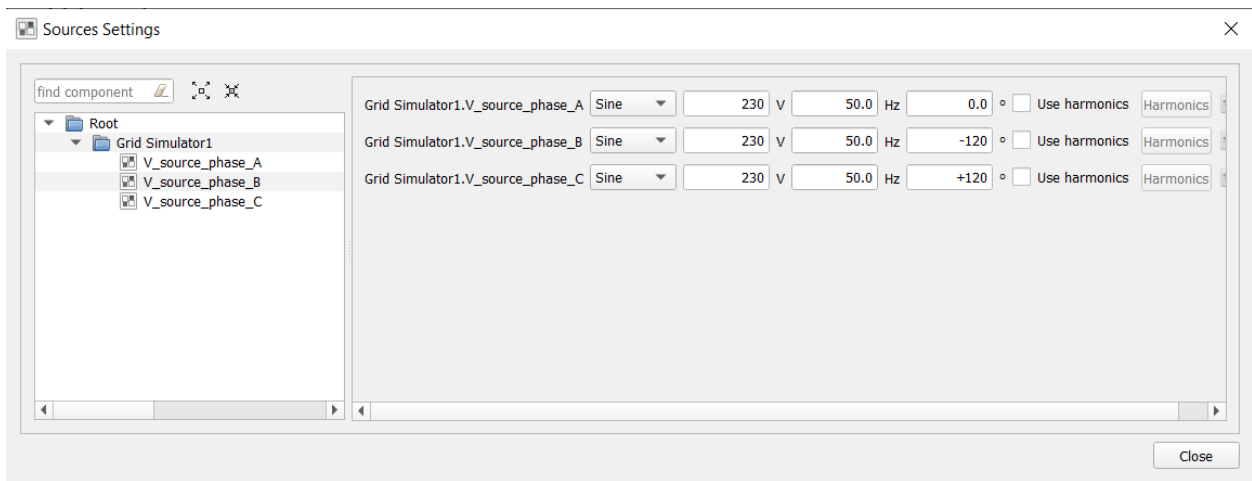 Sources Settings
find component
Root
Grid Simulator1
V_source_phase_A
V_source_phase_B
V_source_phase_C
Grid Simulator1.V_source_phase_A Sine 230 V 50.0 Hz 0.0 ° Use harmonics Harmonics
Grid Simulator1.V_source_phase_B Sine 230 V 50.0 Hz -120 ° Use harmonics Harmonics
Grid Simulator1.V_source_phase_C Sine 230 V 50.0 Hz +120 ° Use harmonics Harmonics
Close